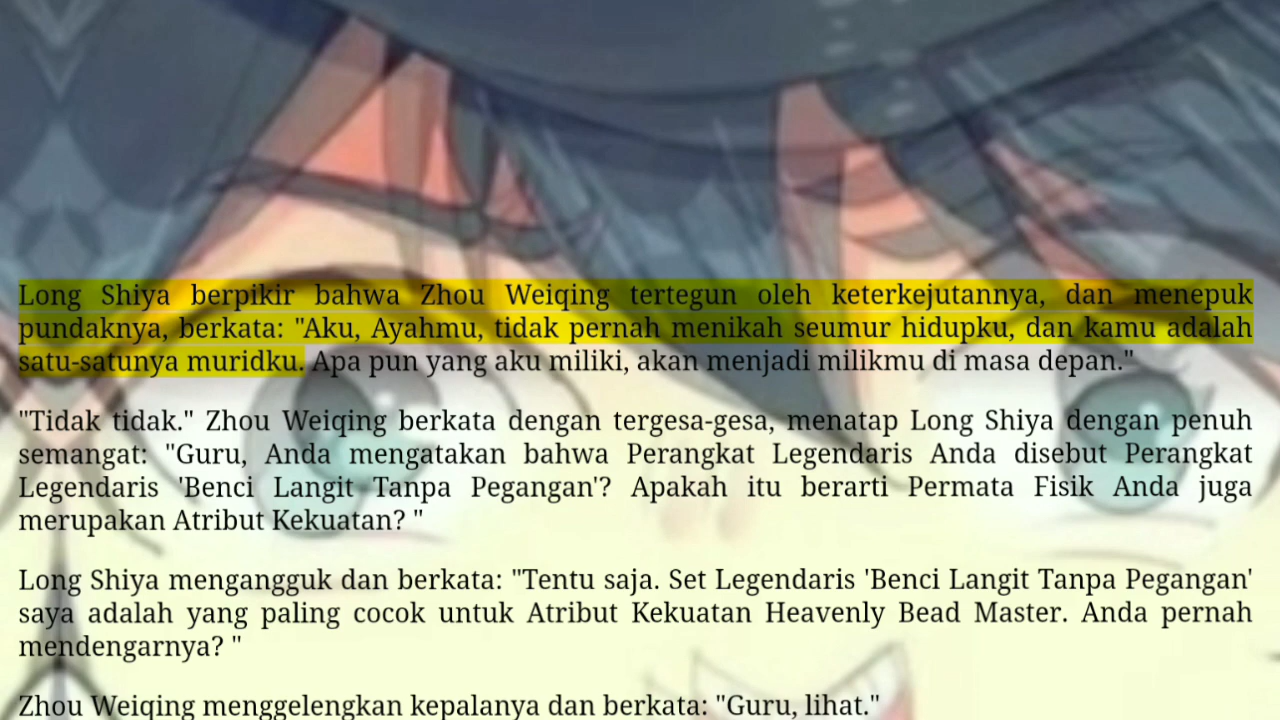 Long Shiya berpikir bahwa Zhou Weiqing tertegun oleh keterkejutannya, dan menepuk
pundaknya, berkata: "Aku, Ayahmu, tidak pernah menikah seumur hidupku, dan kamu adalah
satu-satunya muridku. Apa pun yang aku miliki, akan menjadi milikmu di masa depan."
"Tidak tidak." Zhou Weiqing berkata dengan tergesa-gesa, menatap Long Shiya dengan penuh
semangat: "Guru, Anda mengatakan bahwa Perangkat Legendaris Anda disebut Perangkat
Legendaris 'Benci Langit Tanpa Pegangan'? Apakah itu berarti Permata Fisik Anda juga
merupakan Atribut Kekuatan? "
Long Shiya mengangguk dan berkata: "Tentu saja. Set Legendaris 'Benci Langit Tanpa Pegangan'
saya adalah yang paling cocok untuk Atribut Kekuatan Heavenly Bead Master. Anda pernah
mendengarnya? "
Zhou Weiqing menggelengkan kepalanya dan berkata: "Guru, lihat."